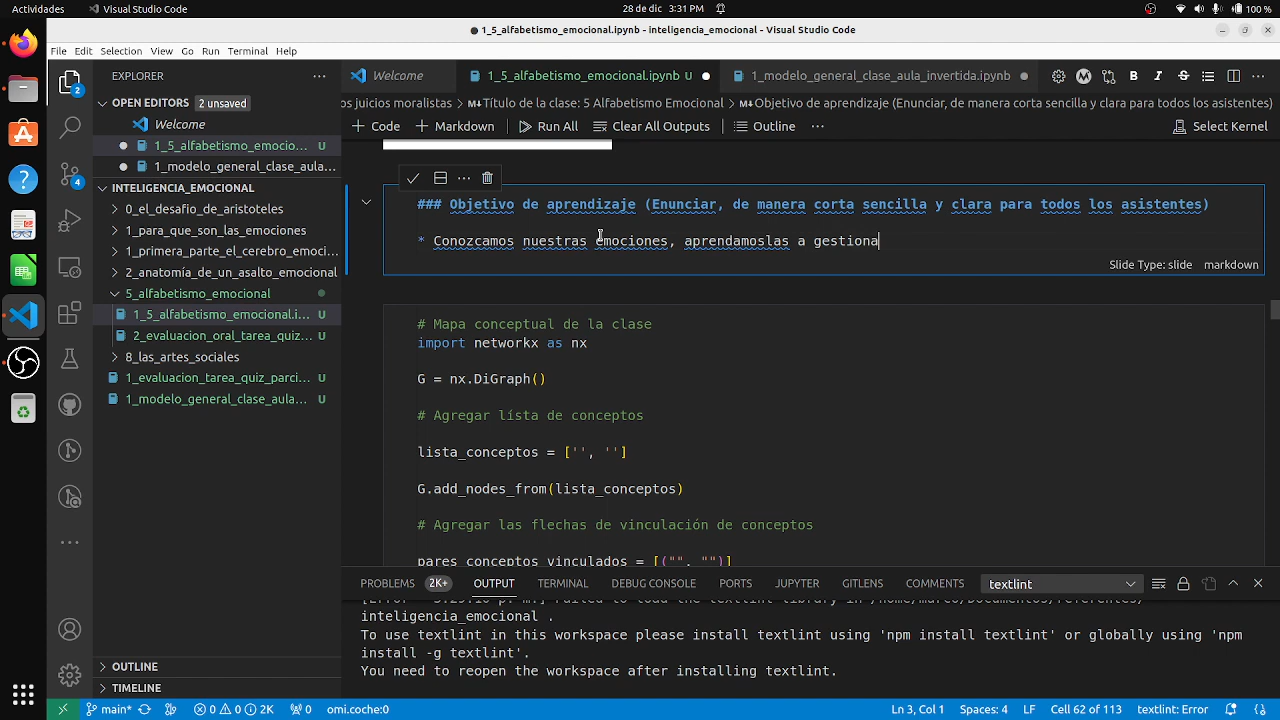 Actividades Visual Studio Code 28 de dic 3:31 PM 100 %
1_5_alfabetismo_emocional.ipynb - inteligencia_emocional - Visual Studio Code
File Edit Selection View Go Run Terminal Help
EXPLORER
Welcome 1_5_alfabetismo_emocional.ipynb U 1_modelo_general_clase_aula_invertida.ipynb
OPEN EDITORS 2 unsaved
os juicios moralistas > Título de la clase: 5 Alfabetismo Emocional > Objetivo de aprendizaje (Enunciar, de manera corta sencilla y clara para todos los asistentes)
Welcome
+ Code + Markdown Run All Clear All Outputs Outline ... Select Kernel
1_5_alfabetismo_emocio... U
1_modelo_general_clase_aula...
INTELIGENCIA_EMOCIONAL
0_el_desafio_de_aristoteles
1_para_que_son_las_emociones
1_primera_parte_el_cerebro_emoci...
2_anatomía_de_un_asalto_emocional
5_alfabetismo_emocional
1_5_alfabetismo_emocional.i... U
2_evaluacion_oral_tarea_quiz... U
8_las_artes_sociales
1_evaluacion_tarea_quiz_parci... U
1_modelo_general_clase_aula... U
OUTLINE
TIMELINE
### Objetivo de aprendizaje (Enunciar, de manera corta sencilla y clara para todos los asistentes)
* Conozcamos nuestras emociones, aprendamoslas a gestiona
Slide Type: slide markdown
# Mapa conceptual de la clase
import networkx as nx
G = nx.DiGraph()
# Agregar lísta de conceptos
lista_conceptos = ['', '']
G.add_nodes_from(lista_conceptos)
# Agregar las flechas de vinculación de conceptos
pares_conceptos_vinculados = [("", "")]
PROBLEMS 2K+ OUTPUT TERMINAL DEBUG CONSOLE PORTS JUPYTER GITLENS COMMENTS textlint
inteligencia_emocional .
To use textlint in this workspace please install textlint using 'npm install textlint' or globally using 'npm
install -g textlint'.
You need to reopen the workspace after installing textlint.
main* 0 0 2K 0 omi.coche:0 Ln 3, Col 1 Spaces: 4 LF Cell 62 of 113 textlint: Error